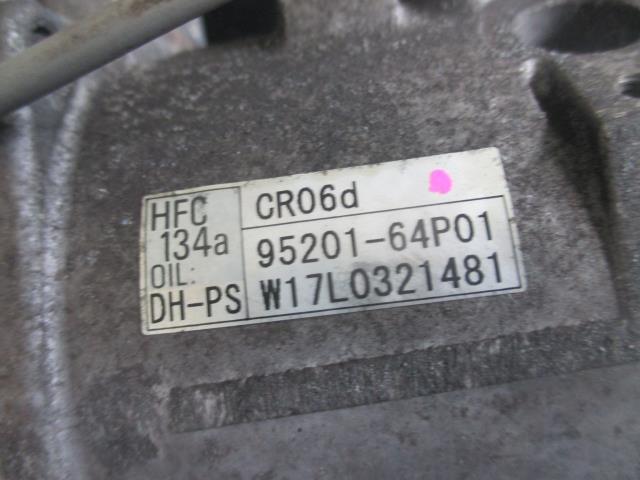 HFC
134a
OIL:
DH-PS
CR06d
95201-64P01
W17L0321481